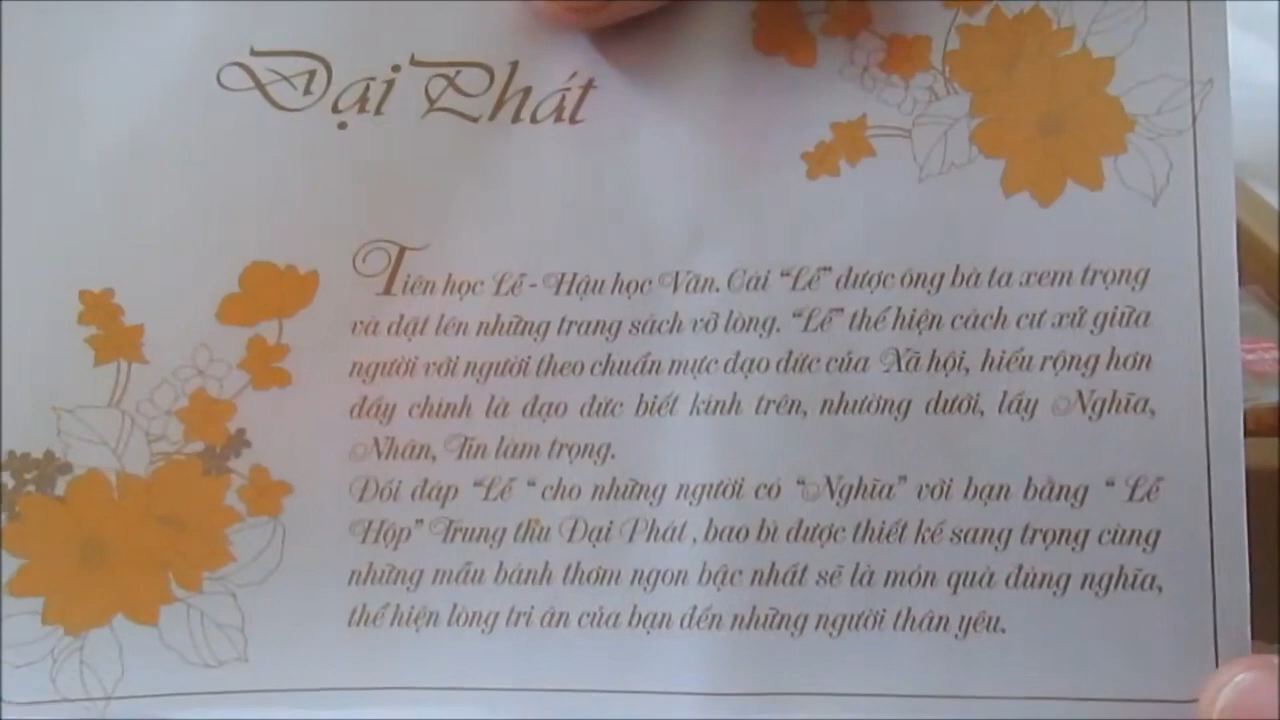 Đại Phát
Tiên học Lễ - Hậu học Văn. Cái "Lễ" được ông bà ta xem trọng
và đặt lên những trang sách vỡ lòng. "Lễ" thể hiện cách cư xử giữa
người với người theo chuẩn mực đạo đức của Xã hội, hiểu rộng hơn
đấy chính là đạo đức biết kính trên, nhường dưới, lấy Nghĩa,
Nhân, Tín làm trọng.
Đối đáp "Lễ " cho những người có "Nghĩa" với bạn bằng " Lễ
Hộp" Trung thu Đại Phát , bao bì được thiết kế sang trọng cùng
những mẫu bánh thơm ngon bậc nhất sẽ là món quà đúng nghĩa,
thể hiện lòng tri ân của bạn đến những người thân yêu.